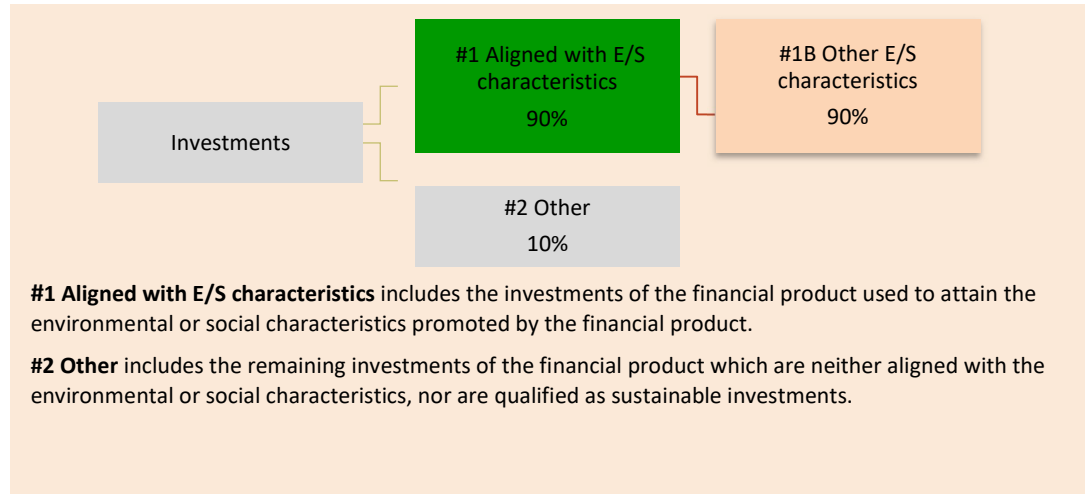 #1 Aligned with E/S
characteristics
90%
#1B Other E/S
characteristics
90%
Investments
#2 Other
10%
#1 Aligned with E/S characteristics includes the investments of the financial product used to attain the
environmental or social characteristics promoted by the financial product.
#2 Other includes the remaining investments of the financial product which are neither aligned with the
environmental or social characteristics, nor are qualified as sustainable investments.